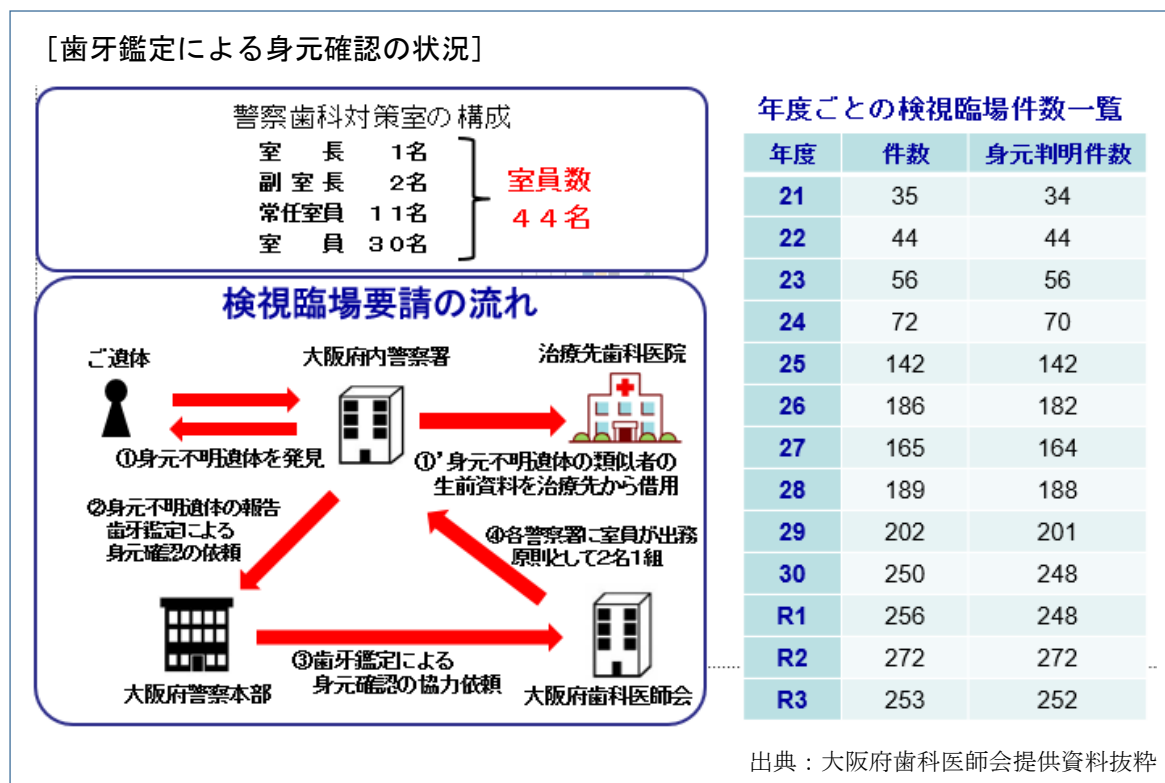 [歯牙鑑定による身元確認の状況]
警察歯科対策室の構成
室　長　1名
副室長　2名
常任室員　11名
室　員　30名
室員数
44名
検視臨場要請の流れ
ご遺体
大阪府内警察署
治療先歯科医院
①身元不明遺体を発見
①’身元不明遺体の類似者の
生前資料を治療先から借用
②身元不明遺体の報告
歯牙鑑定による
身元確認の依頼
④各警察署に室員が出務
原則として2名1組
③歯牙鑑定による
身元確認の協力依頼
大阪府警察本部
大阪府歯科医師会
年度ごとの検視臨場件数一覧
年度 件数 身元判明件数
21 35 34
22 44 44
23 56 56
24 72 70
25 142 142
26 186 182
27 165 164
28 189 188
29 202 201
30 250 248
R1 256 248
R2 272 272
R3 253 252
出典：大阪府歯科医師会提供資料抜粋